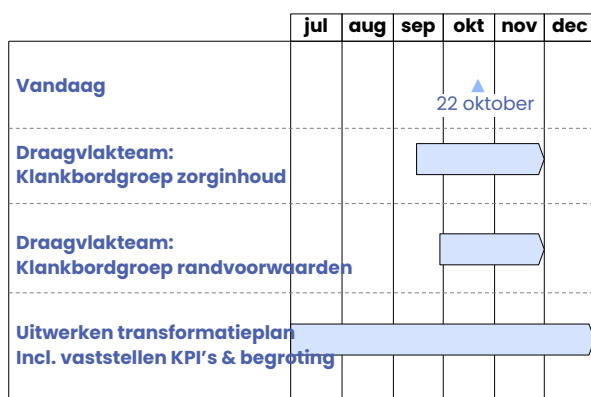 jul aug sep okt nov dec
Vandaag
22 oktober
Draagvlakteam:
Klankbordgroep zorginhoud
Draagvlakteam:
Klankbordgroep randvoorwaarden
Uitwerken transformatieplan
Incl. vaststellen KPI’s & begroting